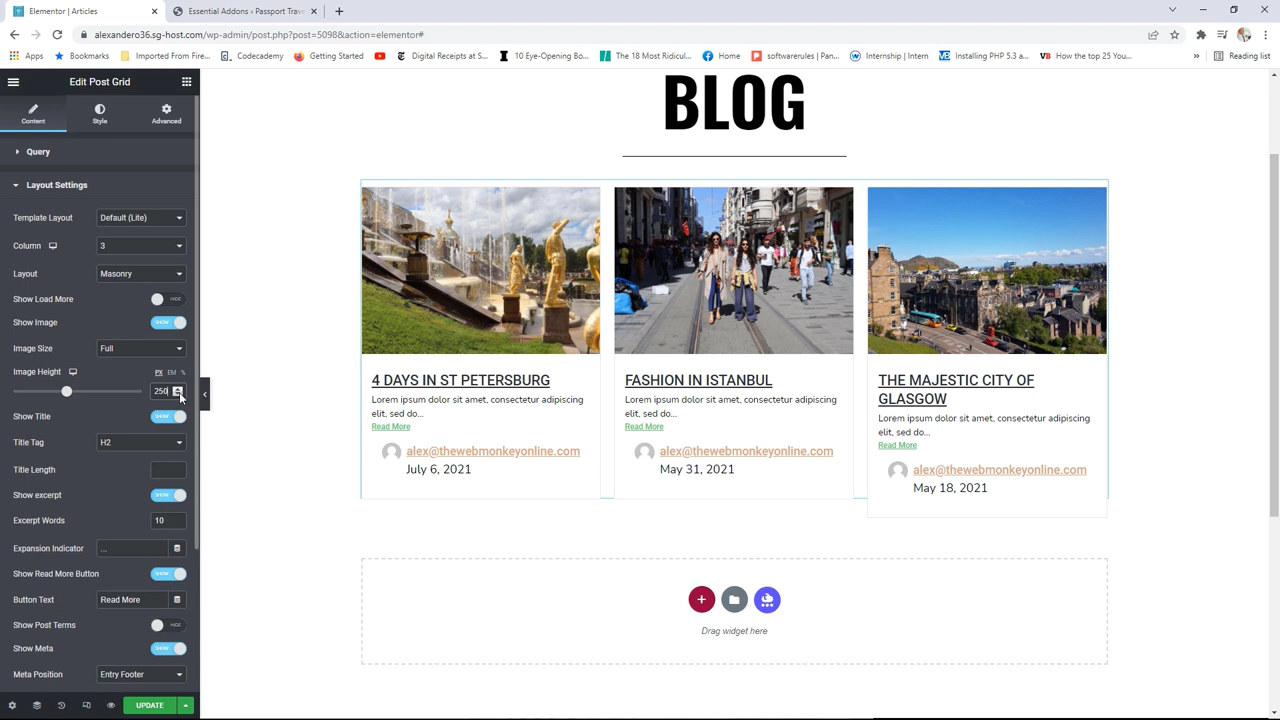 Elementor | Articles
Essential Addons ‹ Passport Trave
alexandero36.sg-host.com/wp-admin/post.php?post=5098&action=elementor#
Apps
Bookmarks
Imported From Fire...
Codecademy
Getting Started
Digital Receipts at S...
10 Eye-Opening Bo...
The 18 Most Ridicul...
Home
softwarerules | Pan...
Internship | Intern
Installing PHP 5.3 a...
How the top 25 You...
»
Reading list
Edit Post Grid
Content
Style
Advanced
Query
Layout Settings
Template Layout
Default (Lite)
Column
3
Layout
Masonry
Show Load More
HIDE
Show Image
SHOW
Image Size
Full
Image Height
PX EM %
250
Show Title
SHOW
Title Tag
H2
Title Length
Show excerpt
SHOW
Excerpt Words
10
Expansion Indicator
...
Show Read More Button
SHOW
Button Text
Read More
Show Post Terms
HIDE
Show Meta
SHOW
Meta Position
Entry Footer
UPDATE
BLOG
4 DAYS IN ST PETERSBURG
Lorem ipsum dolor sit amet, consectetur adipiscing
elit, sed do...
Read More
alex@thewebmonkeyonline.com
July 6, 2021
FASHION IN ISTANBUL
Lorem ipsum dolor sit amet, consectetur adipiscing
elit, sed do...
Read More
alex@thewebmonkeyonline.com
May 31, 2021
THE MAJESTIC CITY OF
GLASGOW
Lorem ipsum dolor sit amet, consectetur adipiscing
elit, sed do...
Read More
alex@thewebmonkeyonline.com
May 18, 2021
Drag widget here